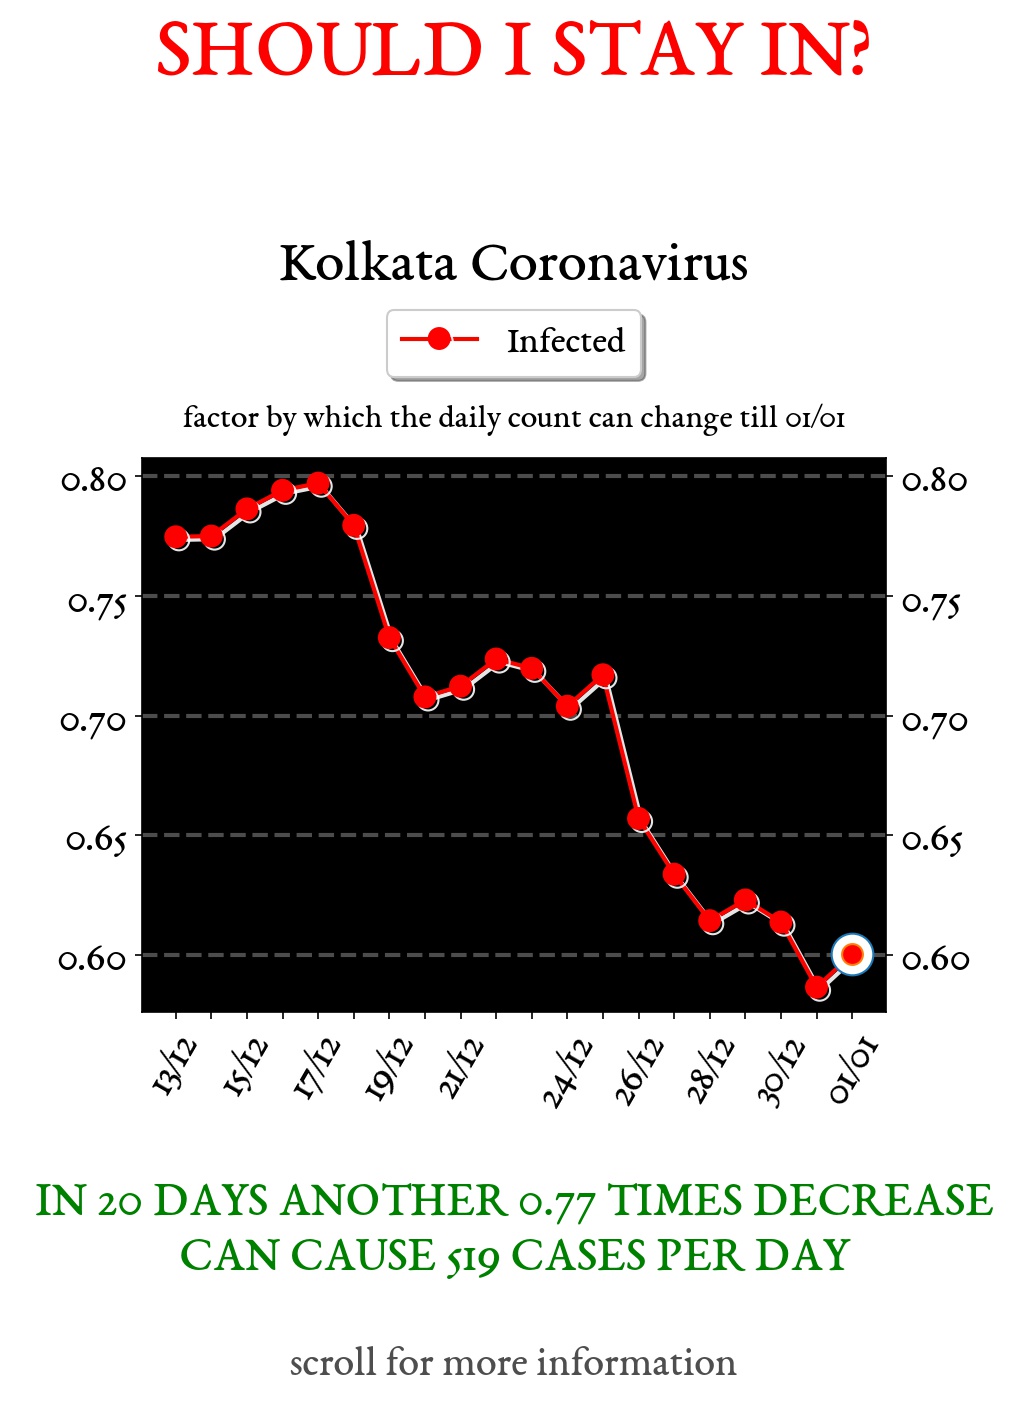 SHOULD I STAY IN?
Kolkata Coronavirus
Infected
factor by which the daily count can change till 01/01
0.80 0.80
0.75 0.75
0.70 0.70
0.65 0.65
0.60 0.60
13/12 15/12 17/12 19/12 21/12 24/12 26/12 28/12 30/12 01/01
IN 20 DAYS ANOTHER 0.77 TIMES DECREASE
CAN CAUSE 519 CASES PER DAY
scroll for more information